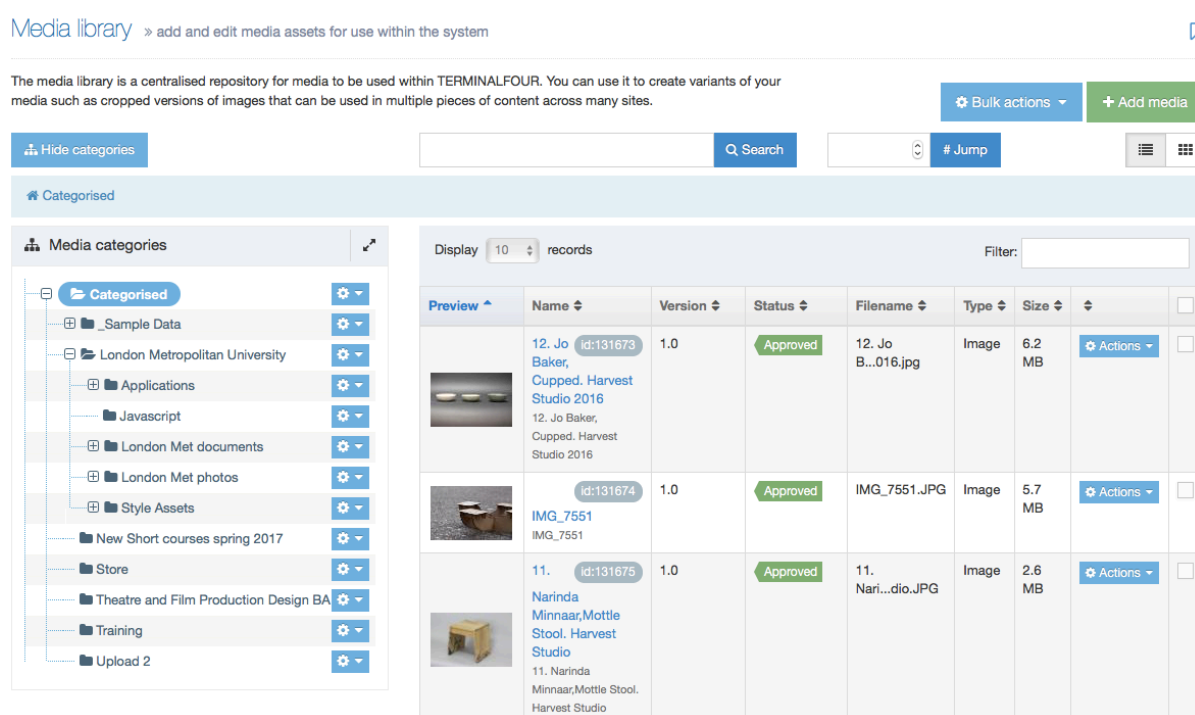 Media library » add and edit media assets for use within the system
The media library is a centralised repository for media to be used within TERMINALFOUR. You can use it to create variants of your
media such as cropped versions of images that can be used in multiple pieces of content across many sites.
Bulk actions
+ Add media
Hide categories
Search
# Jump
Categorised
Media categories
Categorised
_Sample Data
London Metropolitan University
Applications
Javascript
London Met documents
London Met photos
Style Assets
New Short courses spring 2017
Store
Theatre and Film Production Design BA
Training
Upload 2
Display 10 records
Filter:
Preview Name Version Status Filename Type Size
12. Jo id:131673 1.0 Approved 12. Jo Image 6.2 Actions
Baker, B...016.jpg MB
Cupped. Harvest
Studio 2016
12. Jo Baker,
Cupped. Harvest
Studio 2016
id:131674 1.0 Approved IMG_7551.JPG Image 5.7 Actions
IMG_7551 MB
IMG_7551
11. id:131675 1.0 Approved 11. Image 2.6 Actions
Narinda Nari...dio.JPG MB
Minnaar,Mottle
Stool. Harvest
Studio
11. Narinda
Minnaar,Mottle Stool.
Harvest Studio